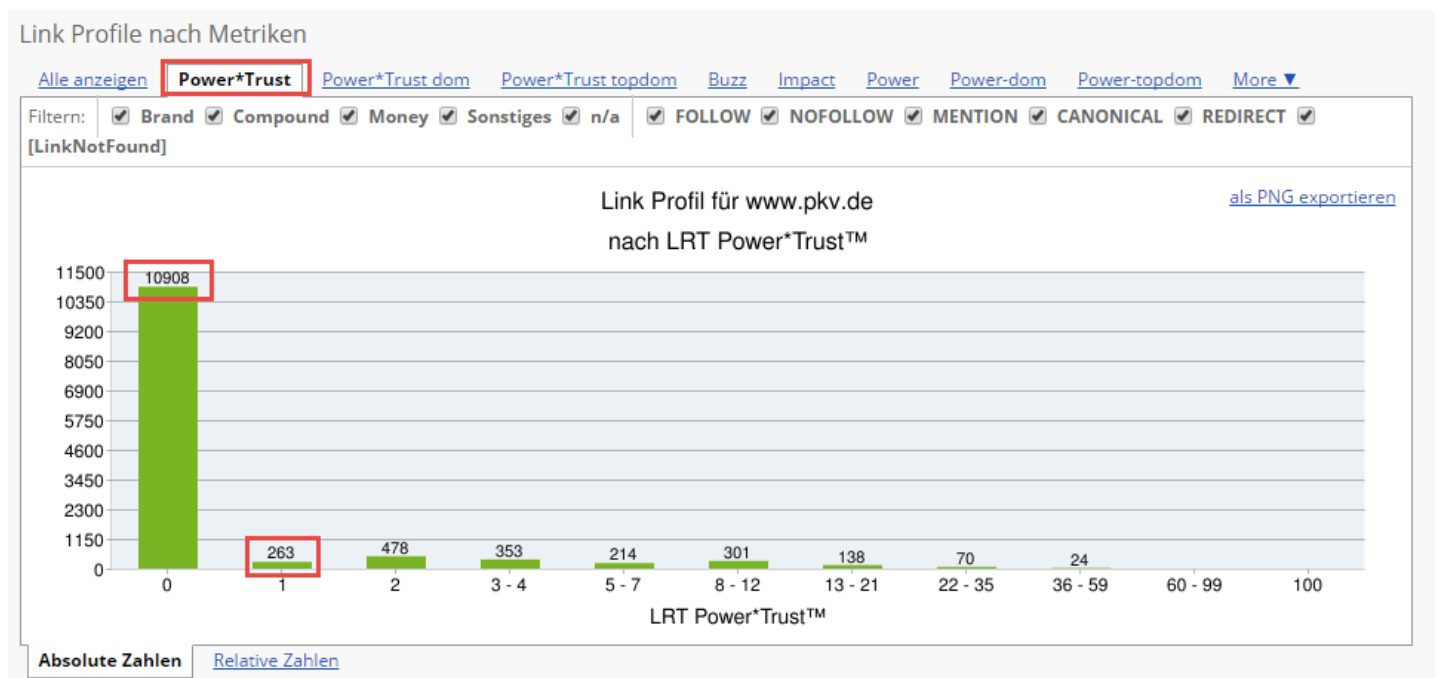 Link Profile nach Metriken
Alle anzeigen Power*Trust Power*Trust dom Power*Trust topdom Buzz Impact Power Power-dom Power-topdom More ▼
Filtern: Brand Compound Money Sonstiges n/a FOLLOW NOFOLLOW MENTION CANONICAL REDIRECT
[LinkNotFound]
Link Profil für www.pkv.de
als PNG exportieren
nach LRT Power*Trust™
11500
10908
10350
9200
8050
6900
5750
4600
3450
2300
1150
263 478 353 214 301 138 70 24
0
0 1 2 3 - 4 5 - 7 8 - 12 13 - 21 22 - 35 36 - 59 60 - 99 100
LRT Power*Trust™
Absolute Zahlen Relative Zahlen